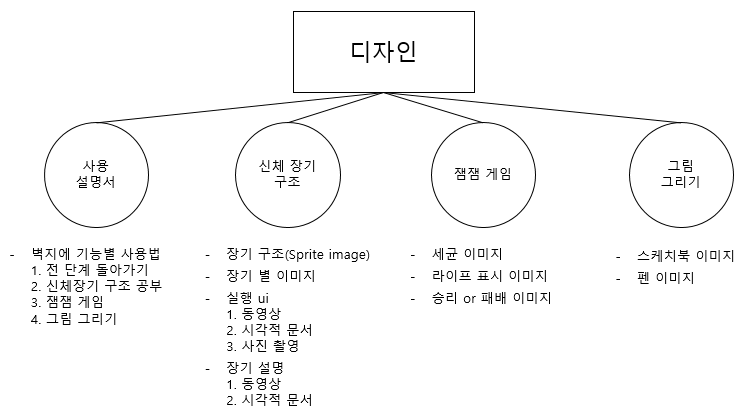 디자인
사용
설명서
신체 장기
구조
잼잼 게임
그림
그리기
- 벽지에 기능별 사용법
1. 전 단계 돌아가기
2. 신체장기 구조 공부
3. 잼잼 게임
4. 그림 그리기
- 장기 구조(Sprite image)
- 장기 별 이미지
- 실행 ui
1. 동영상
2. 시각적 문서
3. 사진 촬영
- 장기 설명
1. 동영상
2. 시각적 문서
- 세균 이미지
- 라이프 표시 이미지
- 승리 or 패배 이미지
- 스케치북 이미지
- 펜 이미지